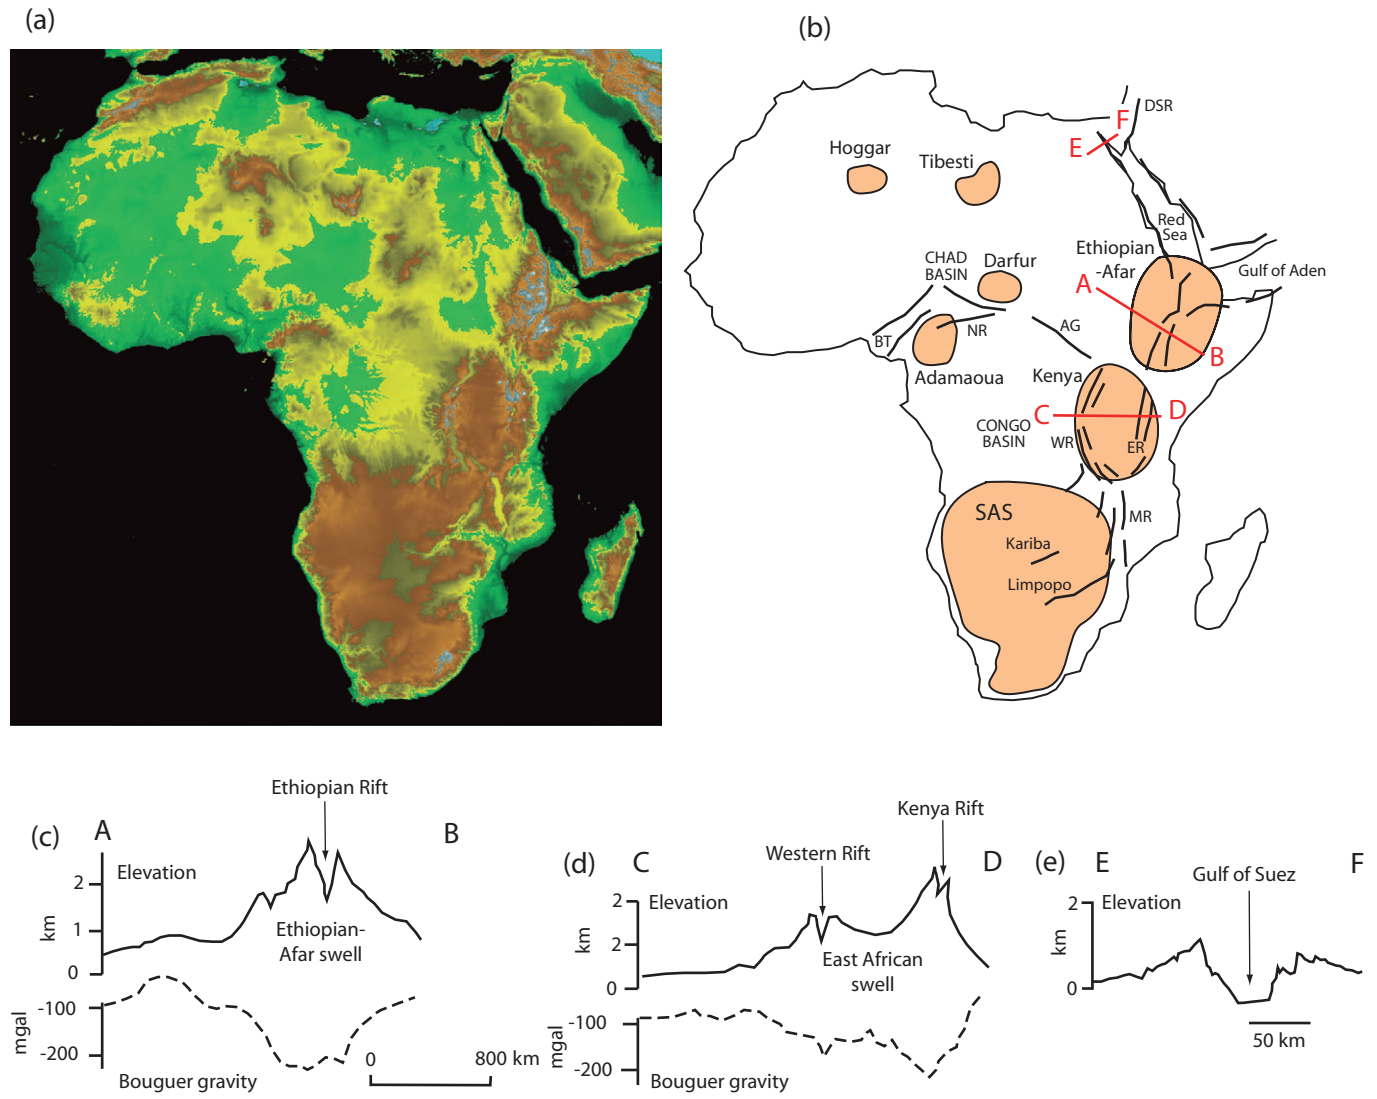 (a)
(b)
DSR
F
E
Hoggar
Tibesti
Red
Sea
Ethiopian
-Afar
CHAD
BASIN
Darfur
Gulf of Aden
A
NR
AG
BT
B
Adamaoua
Kenya
C
D
CONGO
BASIN
WR
ER
SAS
MR
Kariba
Limpopo
Ethiopian Rift
(c)
A
B
Elevation
2
km
1
0
Ethiopian-
Afar swell
-100
mgal
-200
Bouguer gravity
0
800 km
Kenya Rift
(d)
C
Western Rift
D
2
Elevation
km
2
0
East African
swell
-100
mgal
-200
Bouguer gravity
(e)
E
F
Gulf of Suez
2
Elevation
km
0
50 km